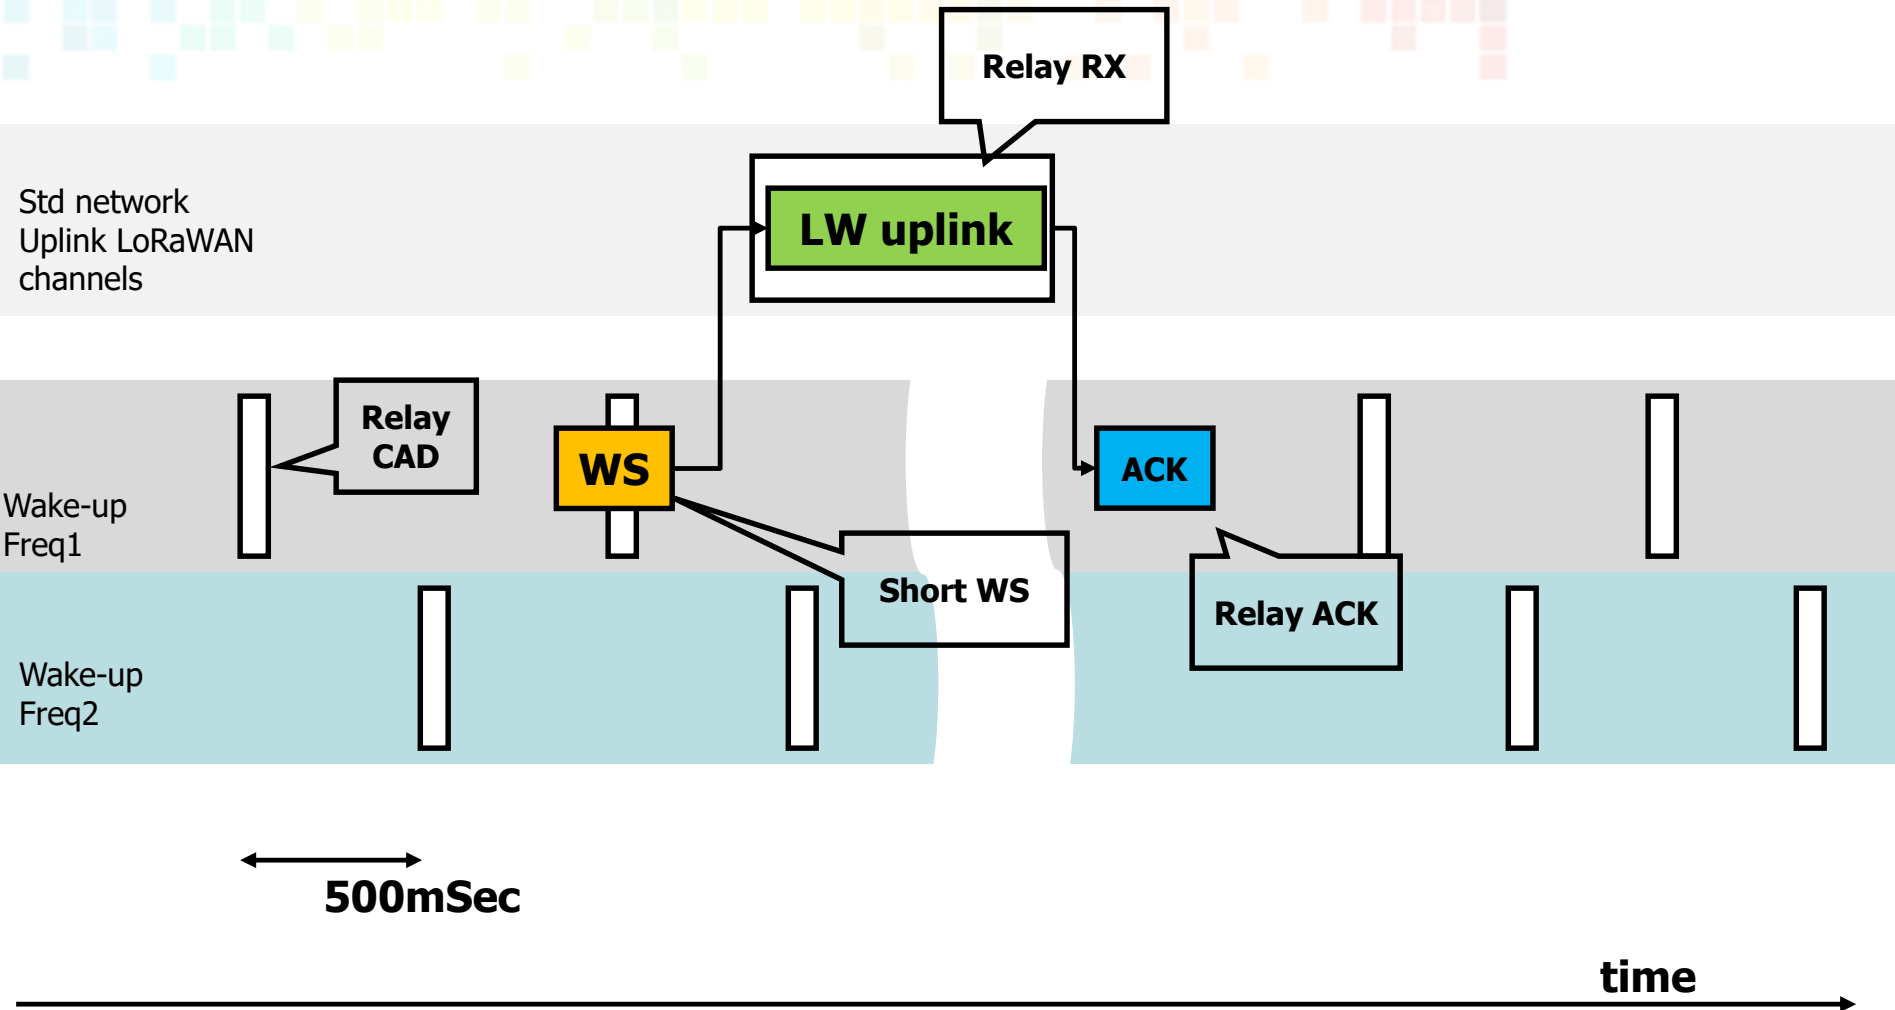 Relay RX
Std network
Uplink LoRaWAN
channels
LW uplink
Relay
CAD
WS
ACK
Wake-up
Freq1
Short WS
Relay ACK
Wake-up
Freq2
500mSec
time